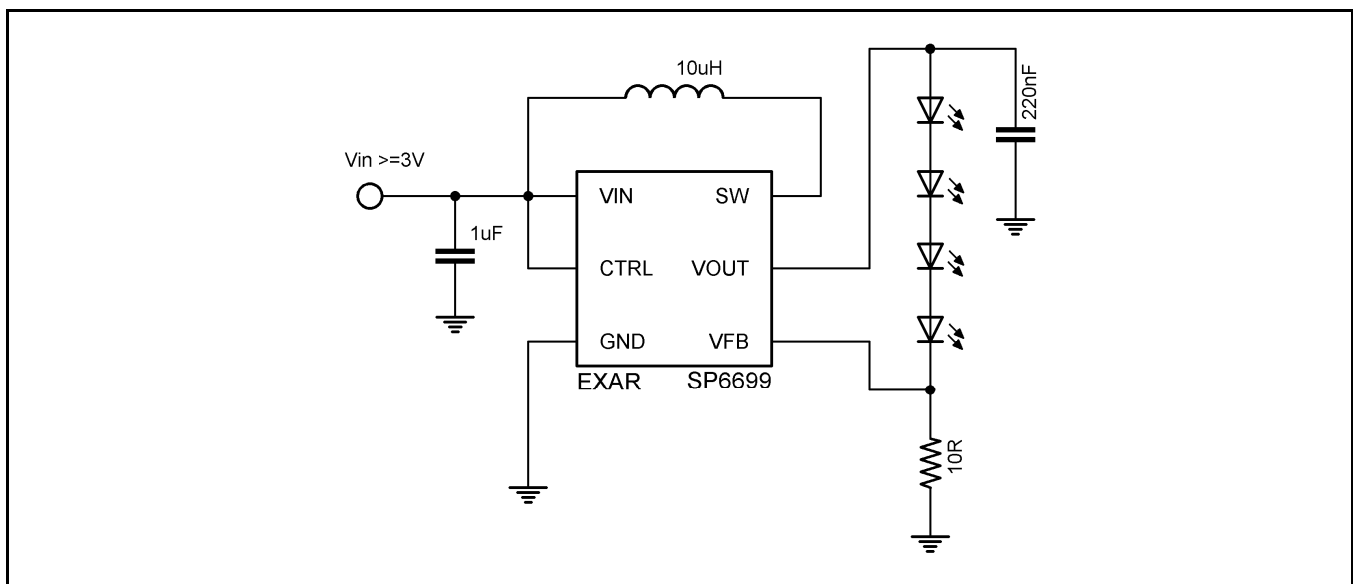 10uH
220nF
Vin >=3V
VIN
SW
1uF
CTRL
VOUT
GND
VFB
EXAR
SP6699
10R